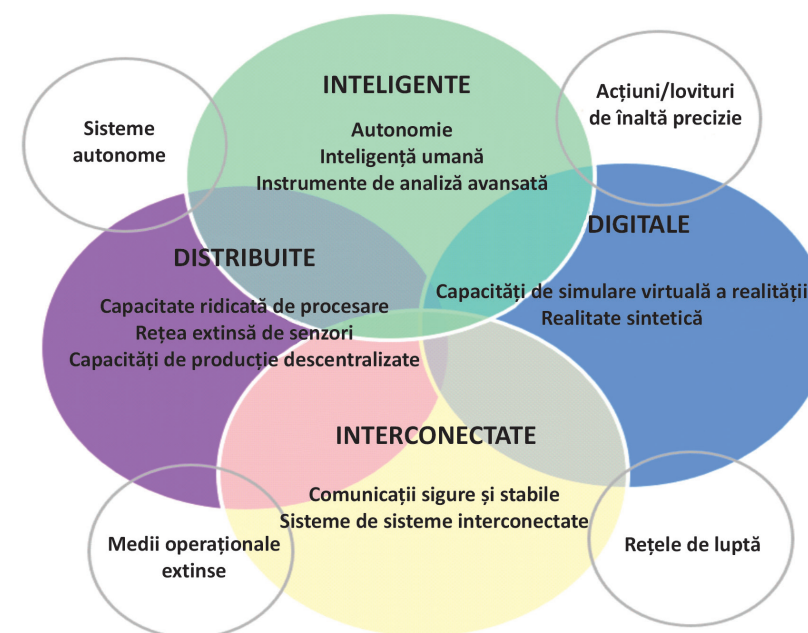 INTELIGENTE
Autonomie
Inteligență umană
Instrumente de analiză avansată
Sisteme
autonome
Acțiuni/lovituri
de înaltă precizie
DISTRIBUITE
Capacitate ridicată de procesare
Rețea extinsă de senzori
Capacități de producție descentralizate
DIGITALE
Capacități de simulare virtuală a realității
Realitate sintetică
INTERCONECTATE
Comunicații sigure și stabile
Sisteme de sisteme interconectate
Medii operaționale
extinse
Rețele de luptă